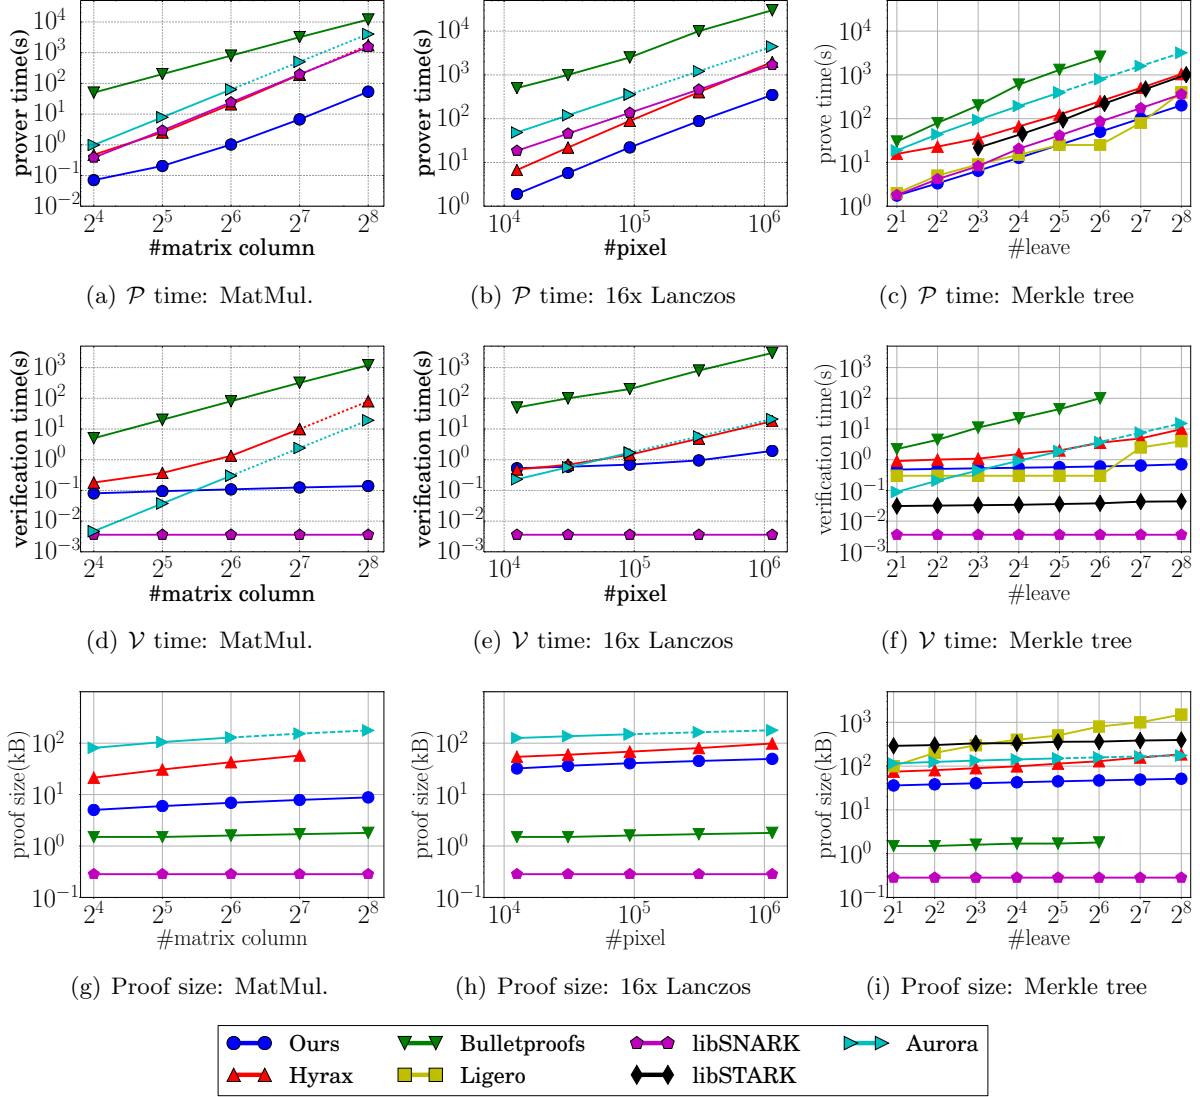 10^4
10^3
10^2
10^1
10^0
10^-1
10^-2
prover time(s)
2^4 2^5 2^6 2^7 2^8
#matrix column
(a) 𝒫 time: MatMul.
10^4
10^3
10^2
10^1
10^0
prover time(s)
10^4 10^5 10^6
#pixel
(b) 𝒫 time: 16x Lanczos
10^4
10^3
10^2
10^1
10^0
prove time(s)
2^1 2^2 2^3 2^4 2^5 2^6 2^7 2^8
#leave
(c) 𝒫 time: Merkle tree
10^3
10^2
10^1
10^0
10^-1
10^-2
10^-3
verification time(s)
2^4 2^5 2^6 2^7 2^8
#matrix column
(d) 𝒱 time: MatMul.
10^3
10^2
10^1
10^0
10^-1
10^-2
10^-3
verification time(s)
10^4 10^5 10^6
#pixel
(e) 𝒱 time: 16x Lanczos
10^3
10^2
10^1
10^0
10^-1
10^-2
10^-3
verification time(s)
2^1 2^2 2^3 2^4 2^5 2^6 2^7 2^8
#leave
(f) 𝒱 time: Merkle tree
10^2
10^1
10^0
10^-1
proof size(kB)
2^4 2^5 2^6 2^7 2^8
#matrix column
(g) Proof size: MatMul.
10^2
10^1
10^0
10^-1
proof size(kB)
10^4 10^5 10^6
#pixel
(h) Proof size: 16x Lanczos
10^3
10^2
10^1
10^0
10^-1
proof size(kB)
2^1 2^2 2^3 2^4 2^5 2^6 2^7 2^8
#leave
(i) Proof size: Merkle tree
Ours Bulletproofs libSNARK Aurora
Hyrax Ligero libSTARK